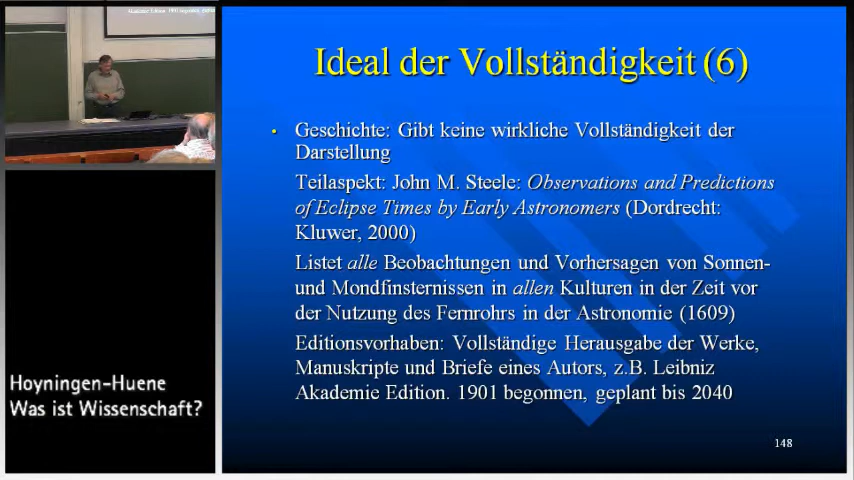 Ideal der Vollständigkeit (6)
• Geschichte: Gibt keine wirkliche Vollständigkeit der
Darstellung
Teilaspekt: John M. Steele: Observations and Predictions
of Eclipse Times by Early Astronomers (Dordrecht:
Kluwer, 2000)
Listet alle Beobachtungen und Vorhersagen von Sonnen-
und Mondfinsternissen in allen Kulturen in der Zeit vor
der Nutzung des Fernrohrs in der Astronomie (1609)
Editionsvorhaben: Vollständige Herausgabe der Werke,
Manuskripte und Briefe eines Autors, z.B. Leibniz
Akademie Edition. 1901 begonnen, geplant bis 2040
148
Hoyningen-Huene
Was ist Wissenschaft?